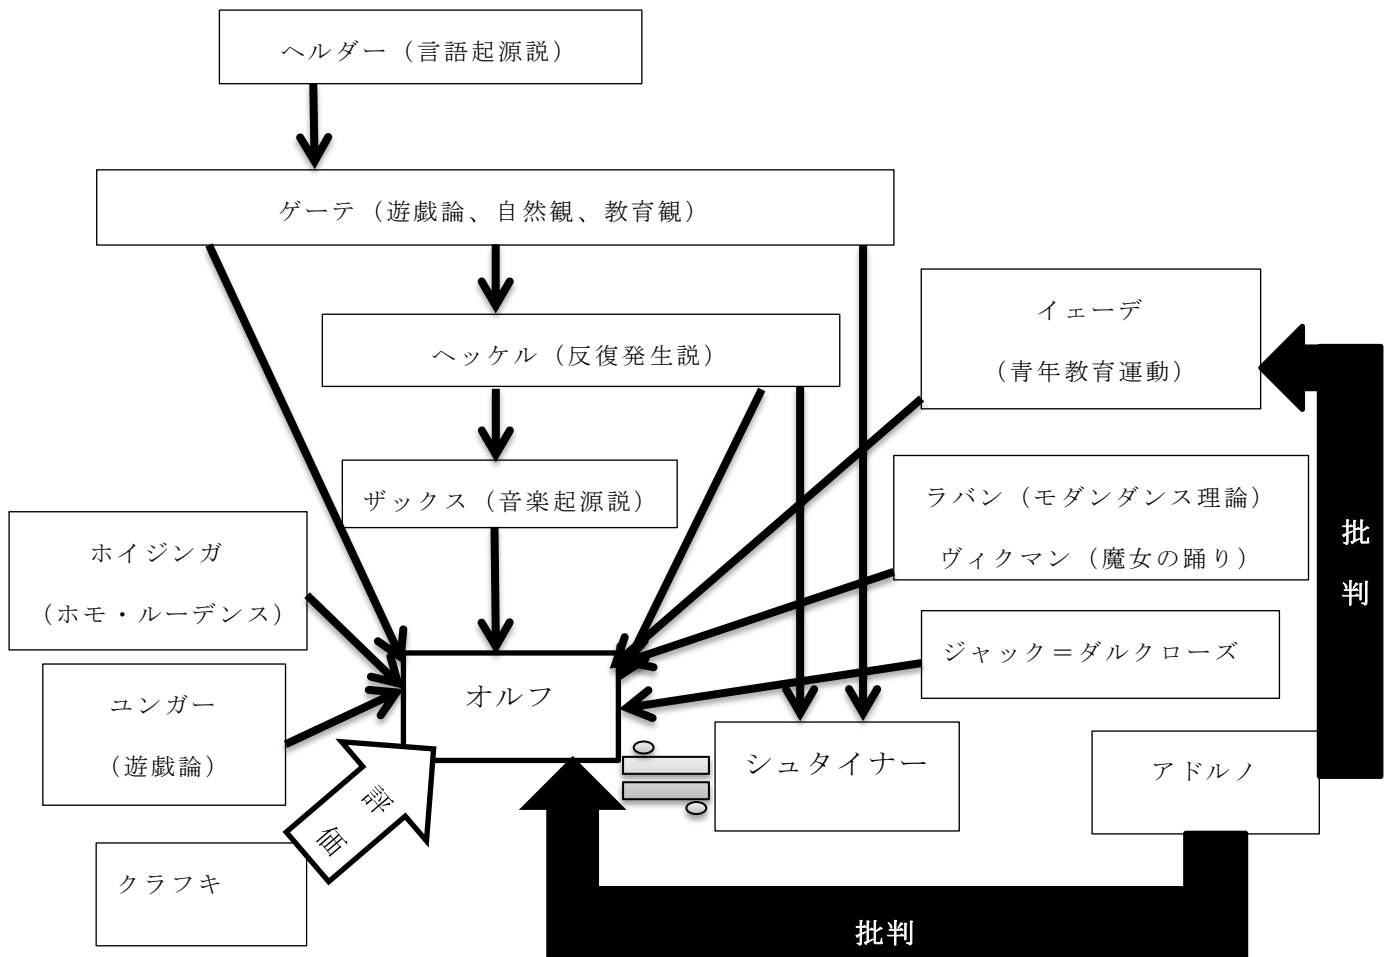 ヘルダー（言語起源説）
ゲーテ（遊戯論、自然観、教育観）
イェーデ
（青年教育運動）
ヘッケル（反復発生説）
ザックス（音楽起源説）
ラバン（モダンダンス理論）
ヴィクマン（魔女の踊り）
批
判
ホイジンガ
（ホモ・ルーデンス）
ジャック＝ダルクローズ
オルフ
ユンガー
（遊戯論）
シュタイナー
アドルノ
評
価
クラフキ
批判